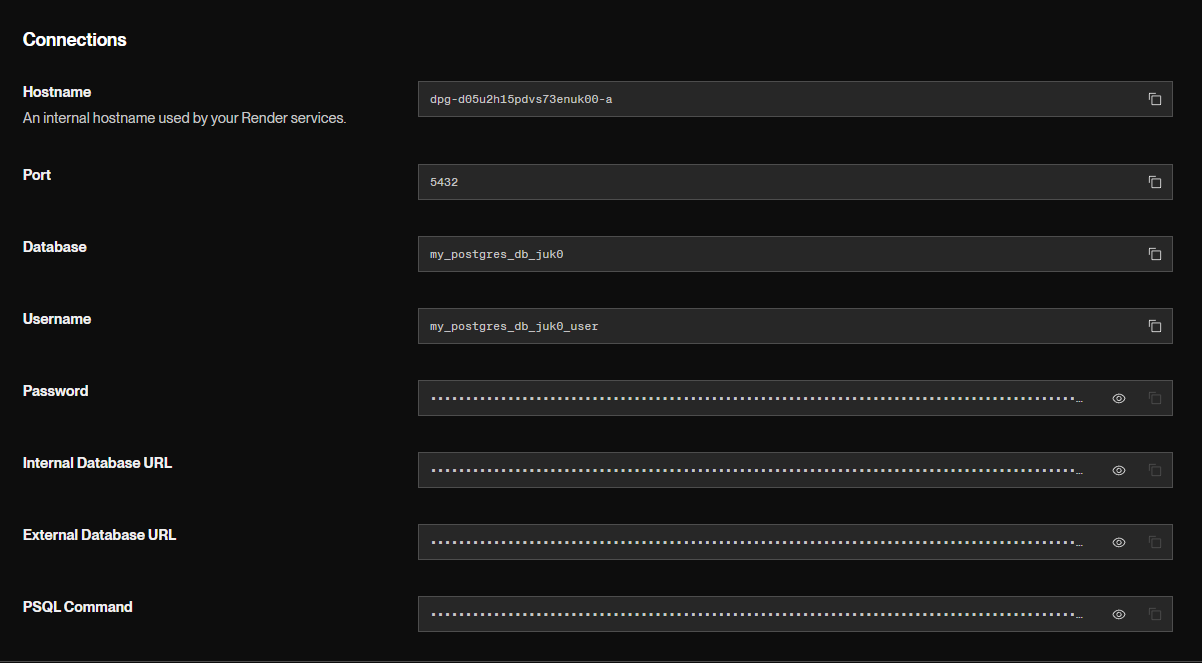 Connections
Hostname
An internal hostname used by your Render services.
dpg-d05u2h15pdvs73enuk00-a
Port
5432
Database
my_postgres_db_juk0
Username
my_postgres_db_juk0_user
Password
Internal Database URL
External Database URL
PSQL Command